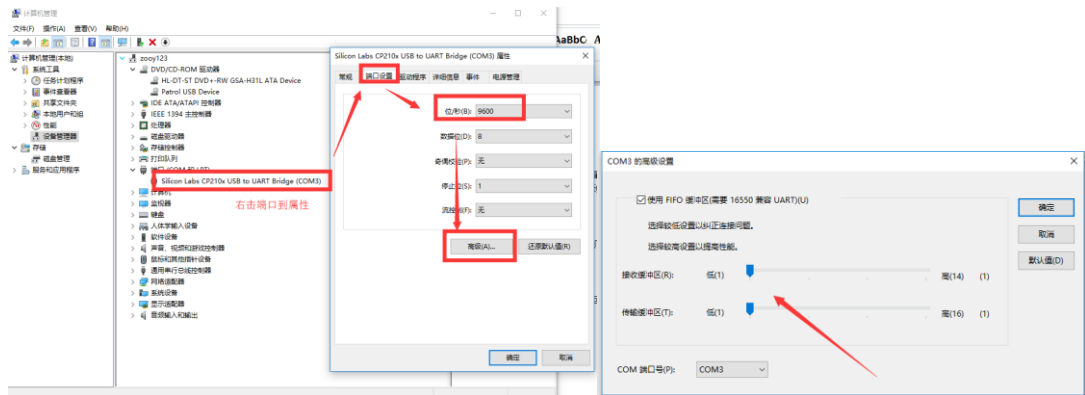 计算机管理
文件(F) 操作(A) 查看(V) 帮助(H)
计算机管理(本地)
系统工具
任务计划程序
事件查看器
共享文件夹
本地用户和组
性能
设备管理器
存储
磁盘管理
服务和应用程序
zooy123
DVD/CD-ROM 驱动器
HL-DT-ST DVD+-RW GSA-H31L ATA Device
Patrol USB Device
IDE ATA/ATAPI 控制器
IEEE 1394 主控制器
处理器
磁盘驱动器
存储控制器
打印队列
端口 (COM 和 LPT)
Silicon Labs CP210x USB to UART Bridge (COM3)
计算机
监视器
键盘
人体学输入设备
软件设备
声音、视频和游戏控制器
鼠标和其他指针设备
通用串行总线控制器
网络适配器
系统设备
显示适配器
音频输入和输出
右击端口到属性
AaBbC
Silicon Labs CP210x USB to UART Bridge (COM3) 属性
常规 端口设置 驱动程序 详细信息 事件 电源管理
位/秒(B): 9600
数据位(D): 8
奇偶校验(P): 无
停止位(S): 1
流控制(F): 无
高级(A)... 还原默认值(R)
确定 取消
COM3 的高级设置
使用 FIFO 缓冲区(需要 16550 兼容 UART)(U)
选择较低设置以纠正连接问题。
选择较高设置以提高性能。
接收缓冲区(R): 低(1) 高(14) (1)
传输缓冲区(T): 低(1) 高(16) (1)
COM 端口号(P): COM3
确定
取消
默认值(D)